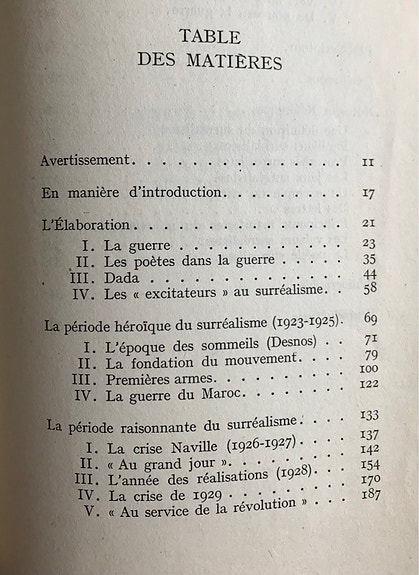 TABLE
DES MATIÈRES
Avertissement. . . . . . . . . . . . . . . . 11
En manière d'introduction. . . . . . . . . . 17
L'Élaboration . . . . . . . . . . . . . . . . 21
I. La guerre . . . . . . . . . . . . . 23
II. Les poètes dans la guerre . . . . . 35
III. Dada . . . . . . . . . . . . . . . 44
IV. Les « excitateurs » au surréalisme. . . 58
La période héroïque du surréalisme (1923-1925). 69
I. L'époque des sommeils (Desnos) . . 71
II. La fondation du mouvement. . . . . 79
III. Premières armes. . . . . . . . . . 100
IV. La guerre du Maroc. . . . . . . . . 122
La période raisonnante du surréalisme. . . . 133
I. La crise Naville (1926-1927). . . . 137
II. « Au grand jour ». . . . . . . . . . 142
III. L'année des réalisations (1928) . . . 154
IV. La crise de 1929 . . . . . . . . . . 170
V. « Au service de la révolution » . . . 187